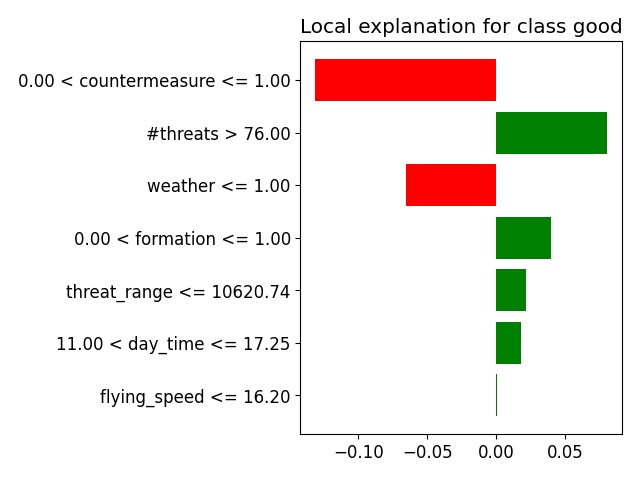 Local explanation for class good
0.00 < countermeasure <= 1.00
#threats > 76.00
weather <= 1.00
0.00 < formation <= 1.00
threat_range <= 10620.74
11.00 < day_time <= 17.25
flying_speed <= 16.20
−0.10 −0.05 0.00 0.05